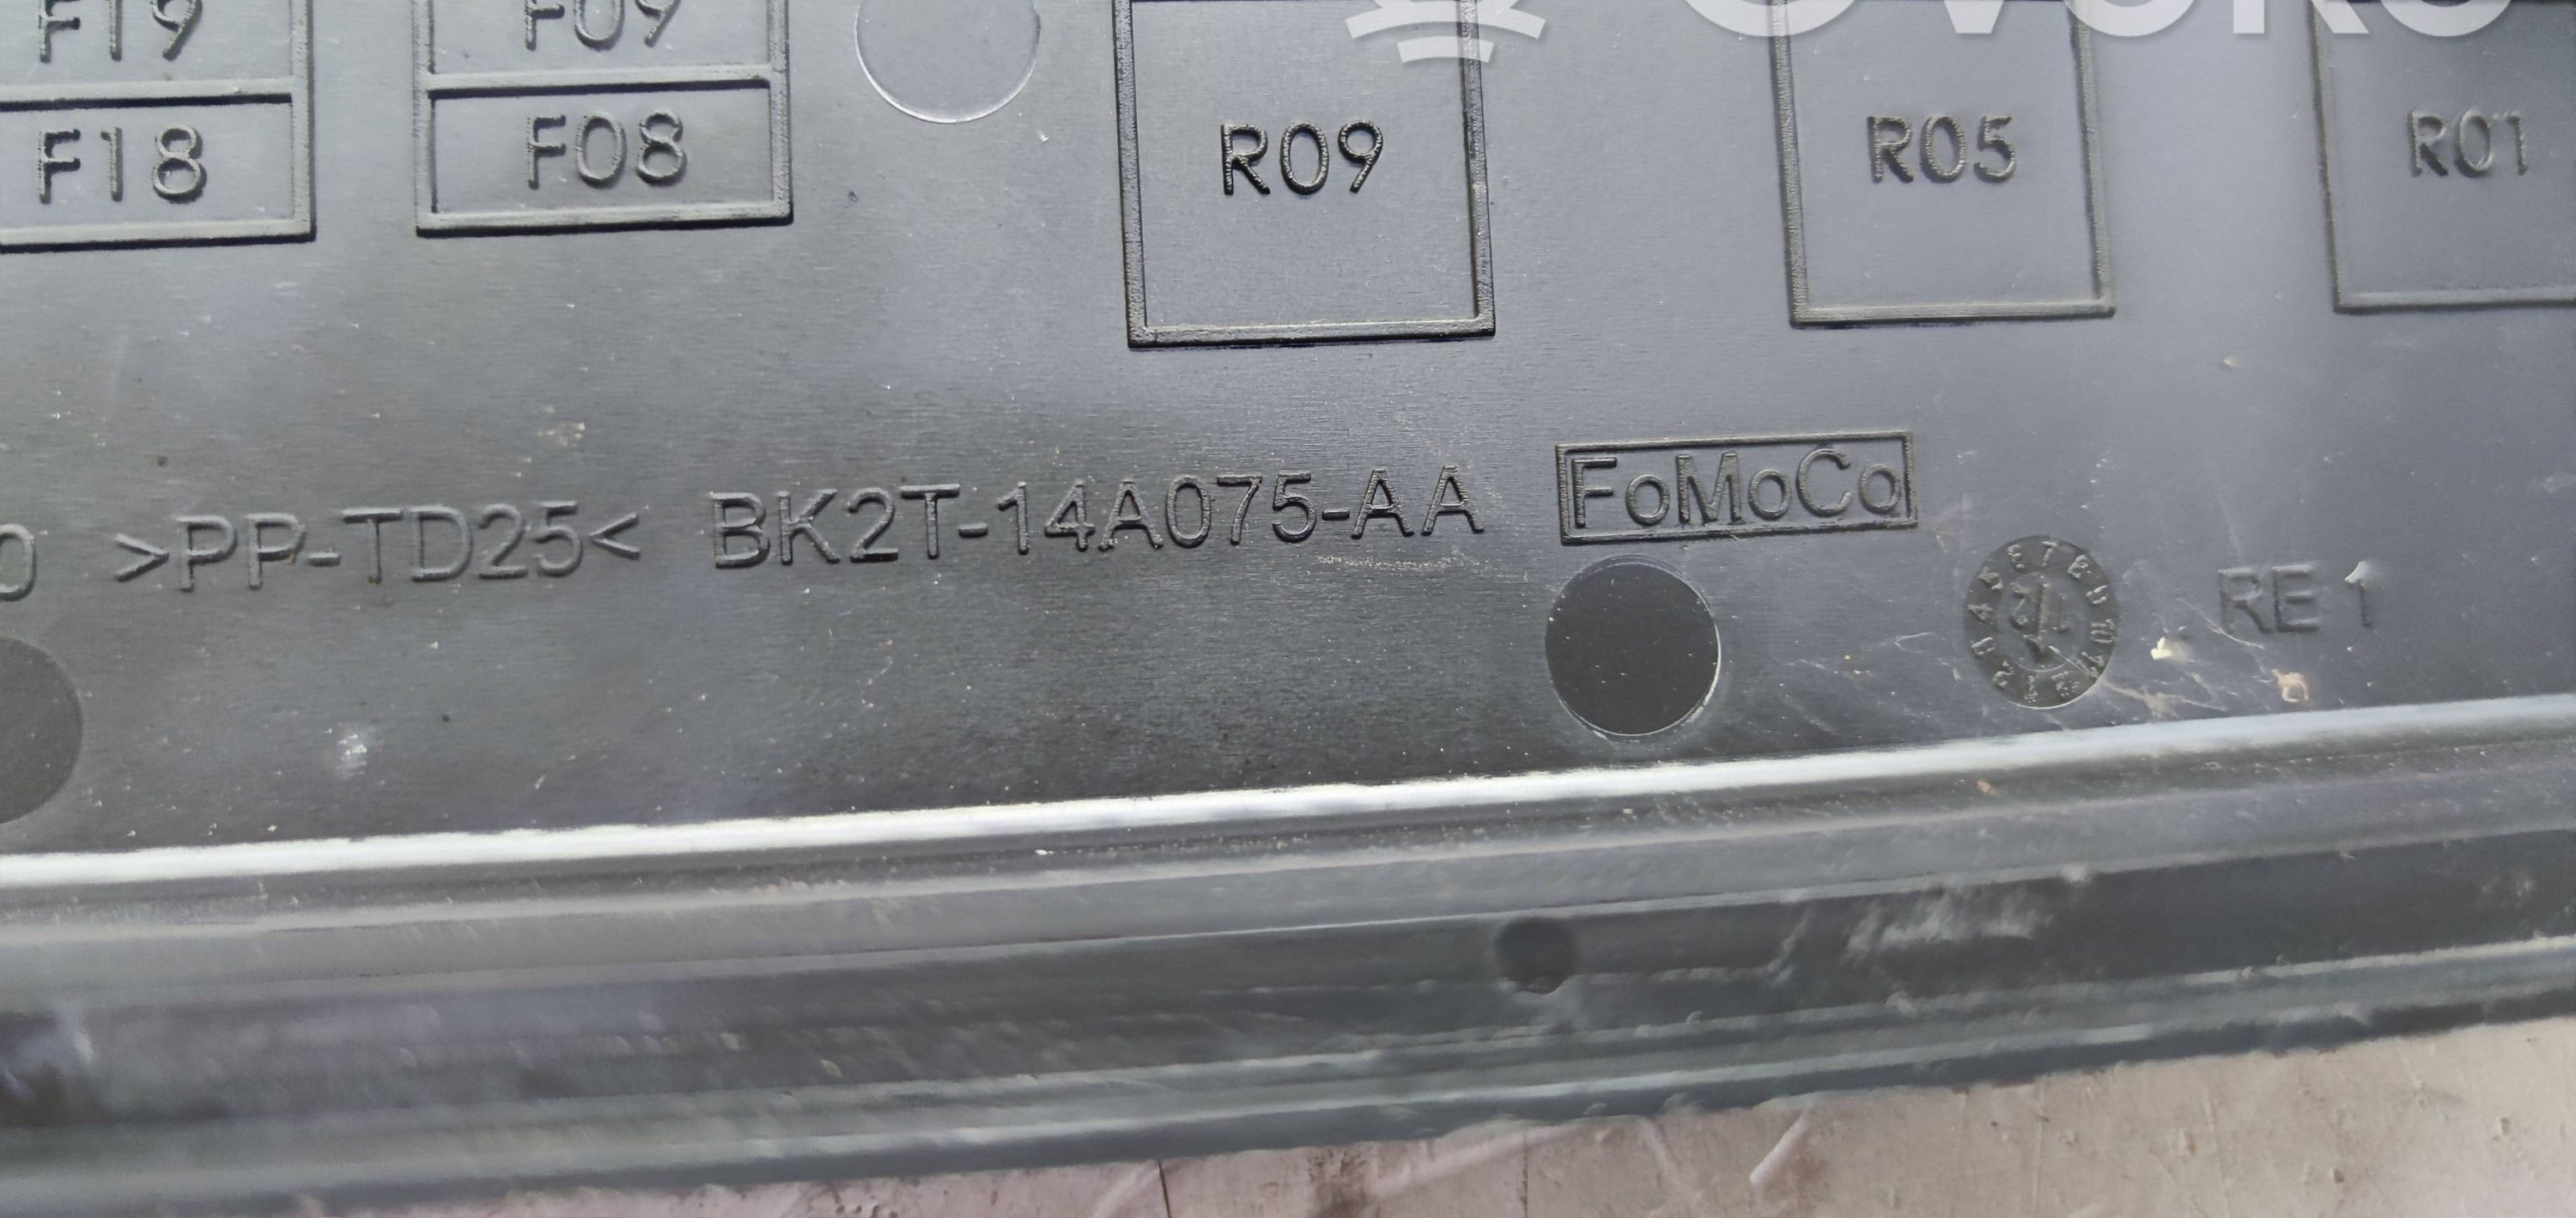 F19 F09
F18 F08 R09 R05 R01
>PP-TD25< BK2T-14A075-AA FoMoCo
RE 1